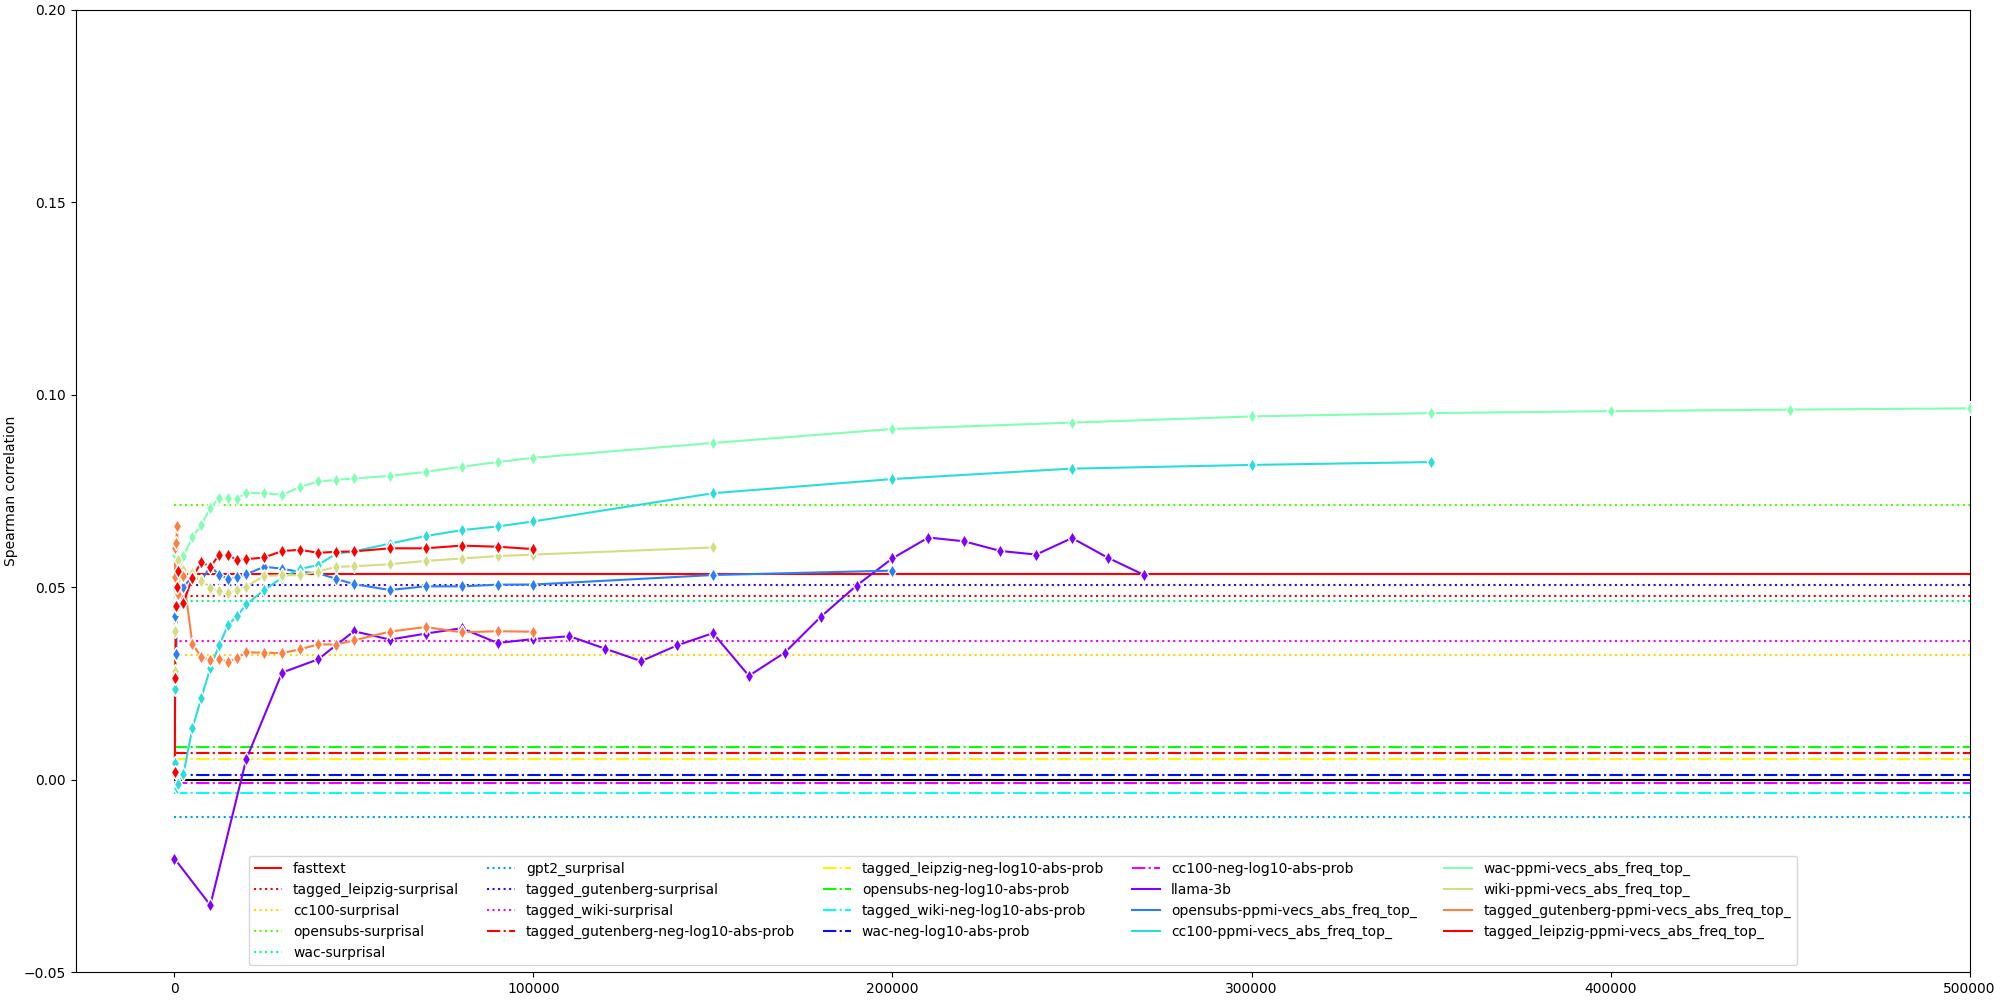 0.20
0.15
0.10
0.05
0.00
−0.05
Spearman correlation
0
100000
200000
300000
400000
500000
fasttext
tagged_leipzig-surprisal
cc100-surprisal
opensubs-surprisal
wac-surprisal
gpt2_surprisal
tagged_gutenberg-surprisal
tagged_wiki-surprisal
tagged_gutenberg-neg-log10-abs-prob
tagged_leipzig-neg-log10-abs-prob
opensubs-neg-log10-abs-prob
tagged_wiki-neg-log10-abs-prob
wac-neg-log10-abs-prob
cc100-neg-log10-abs-prob
llama-3b
opensubs-ppmi-vecs_abs_freq_top_
cc100-ppmi-vecs_abs_freq_top_
wac-ppmi-vecs_abs_freq_top_
wiki-ppmi-vecs_abs_freq_top_
tagged_gutenberg-ppmi-vecs_abs_freq_top_
tagged_leipzig-ppmi-vecs_abs_freq_top_